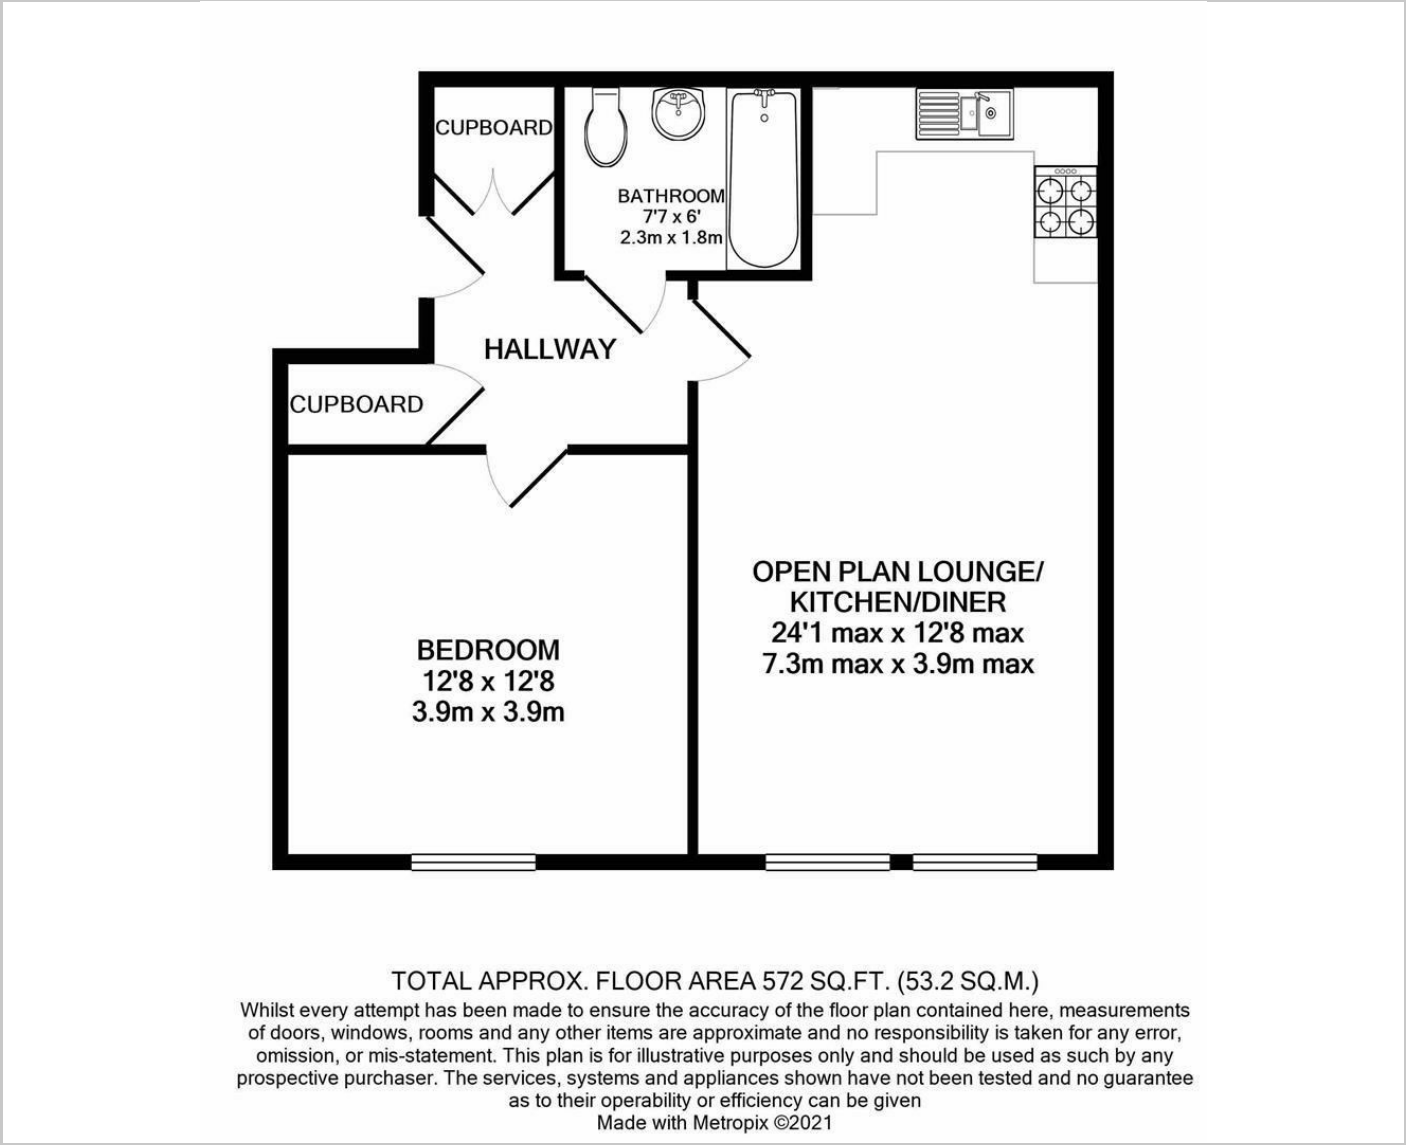 CUPBOARD
BATHROOM
7'7 x 6'
2.3m x 1.8m
HALLWAY
CUPBOARD
OPEN PLAN LOUNGE/
KITCHEN/DINER
24'1 max x 12'8 max
7.3m max x 3.9m max
BEDROOM
12'8 x 12'8
3.9m x 3.9m
TOTAL APPROX. FLOOR AREA 572 SQ.FT. (53.2 SQ.M.)
Whilst every attempt has been made to ensure the accuracy of the floor plan contained here, measurements
of doors, windows, rooms and any other items are approximate and no responsibility is taken for any error,
omission, or mis-statement. This plan is for illustrative purposes only and should be used as such by any
prospective purchaser. The services, systems and appliances shown have not been tested and no guarantee
as to their operability or efficiency can be given
Made with Metropix ©2021